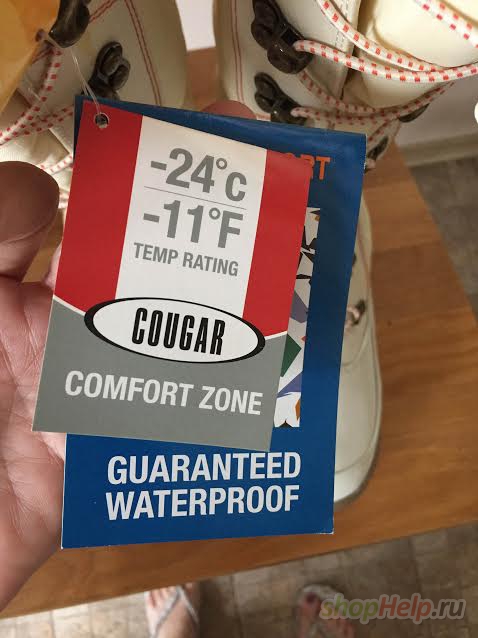 -24°C
-11°F
TEMP RATING
COUGAR
COMFORT ZONE
GUARANTEED
WATERPROOF
shopHelp.ru